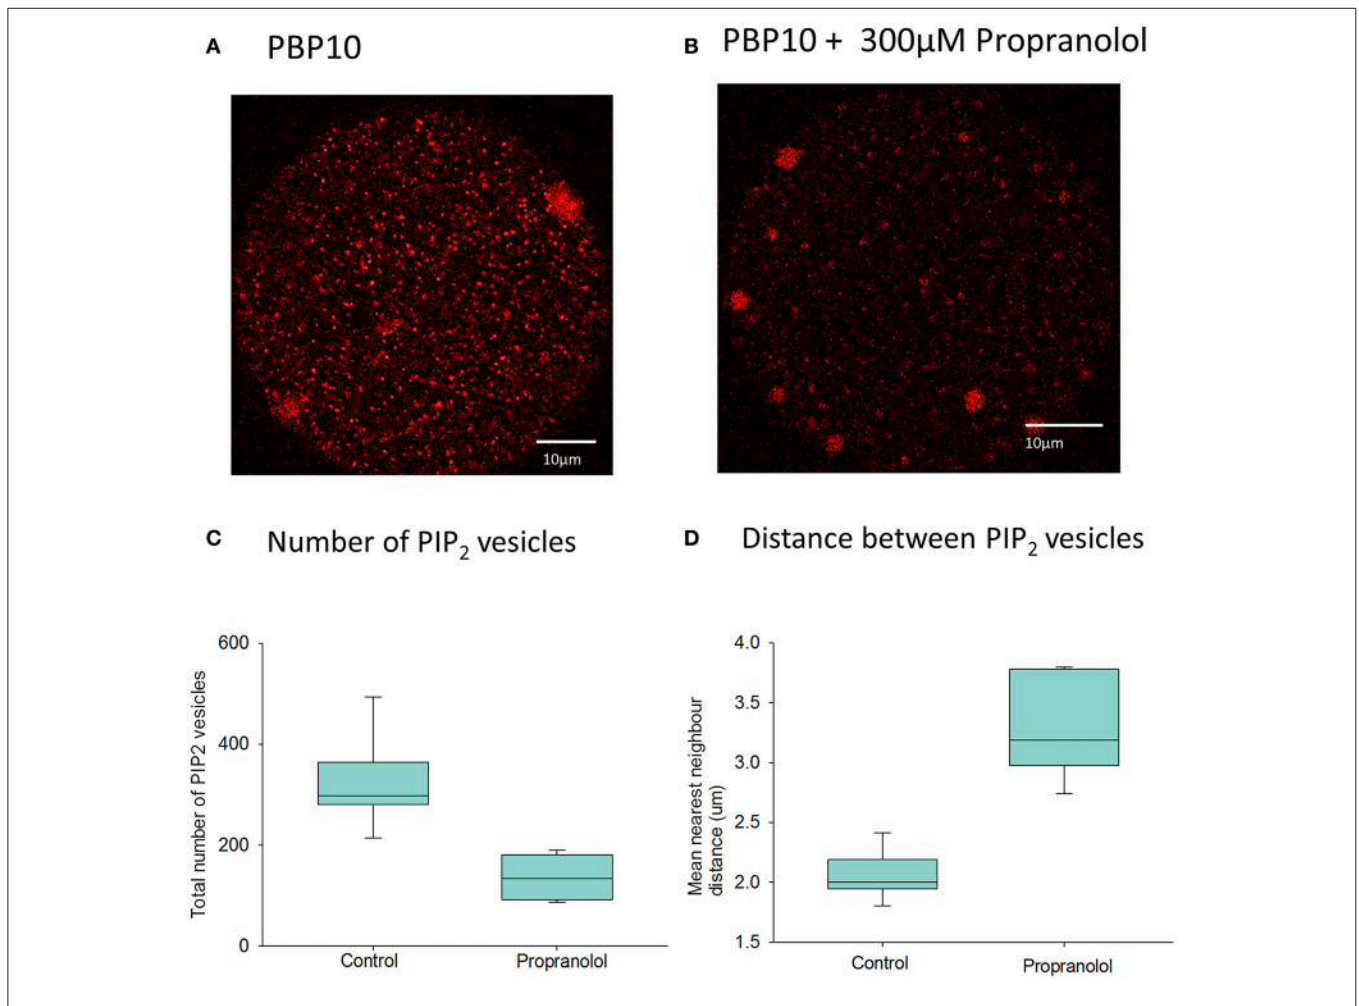 A PBP10
B PBP10 + 300µM Propranolol
10µm
10µm
C Number of PIP₂ vesicles
D Distance between PIP₂ vesicles
Total number of PIP2 vesicles
600
400
200
0
Control
Propranolol
Mean nearest neighbour
distance (um)
4.0
3.5
3.0
2.5
2.0
1.5
Control
Propranolol